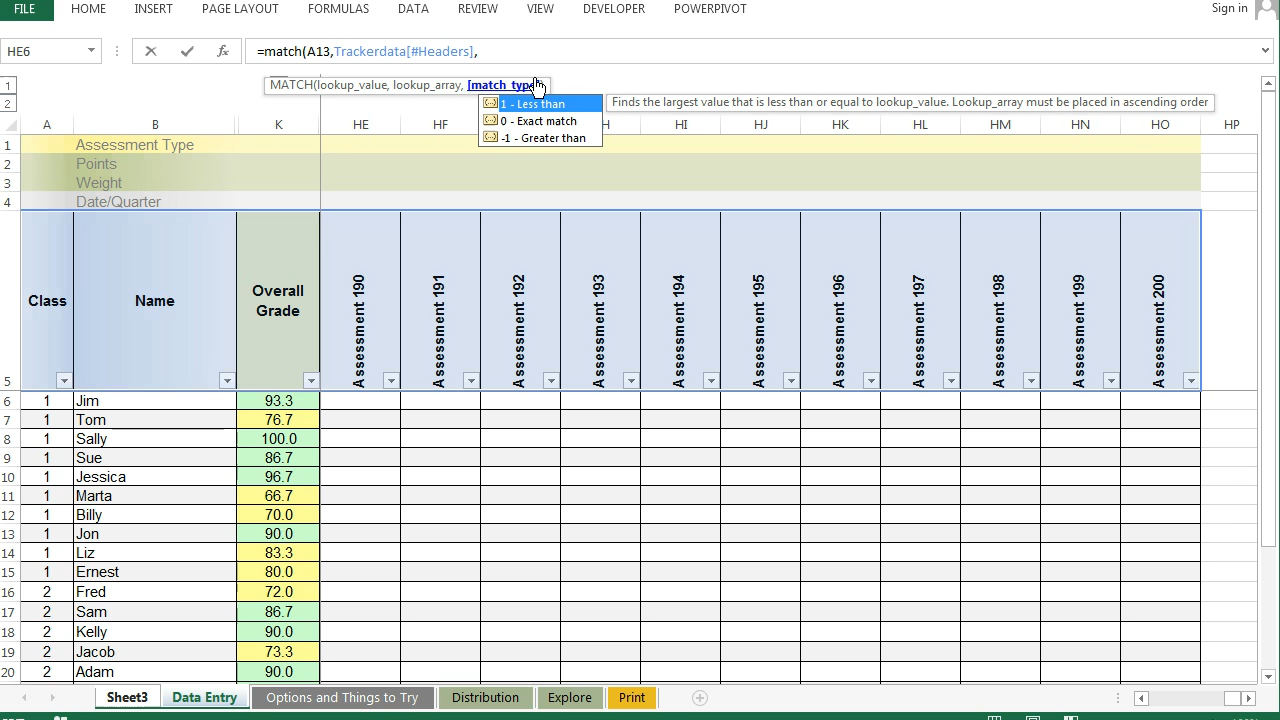 FILE HOME INSERT PAGE LAYOUT FORMULAS DATA REVIEW VIEW DEVELOPER POWERPIVOT Sign in
HE6 fx =match(A13,Trackerdata[#Headers],
1 MATCH(lookup_value, lookup_array, [match_type])
2 1 - Less than Finds the largest value that is less than or equal to lookup_value. Lookup_array must be placed in ascending order
0 - Exact match
-1 - Greater than
A B K HE HF H HI HJ HK HL HM HN HO HP
1 Assessment Type
2 Points
3 Weight
4 Date/Quarter
5 Class Name Overall Grade Assessment 190 Assessment 191 Assessment 192 Assessment 193 Assessment 194 Assessment 195 Assessment 196 Assessment 197 Assessment 198 Assessment 199 Assessment 200
6 1 Jim 93.3
7 1 Tom 76.7
8 1 Sally 100.0
9 1 Sue 86.7
10 1 Jessica 96.7
11 1 Marta 66.7
12 1 Billy 70.0
13 1 Jon 90.0
14 1 Liz 83.3
15 1 Ernest 80.0
16 2 Fred 72.0
17 2 Sam 86.7
18 2 Kelly 90.0
19 2 Jacob 73.3
20 2 Adam 90.0
Sheet3 Data Entry Options and Things to Try Distribution Explore Print